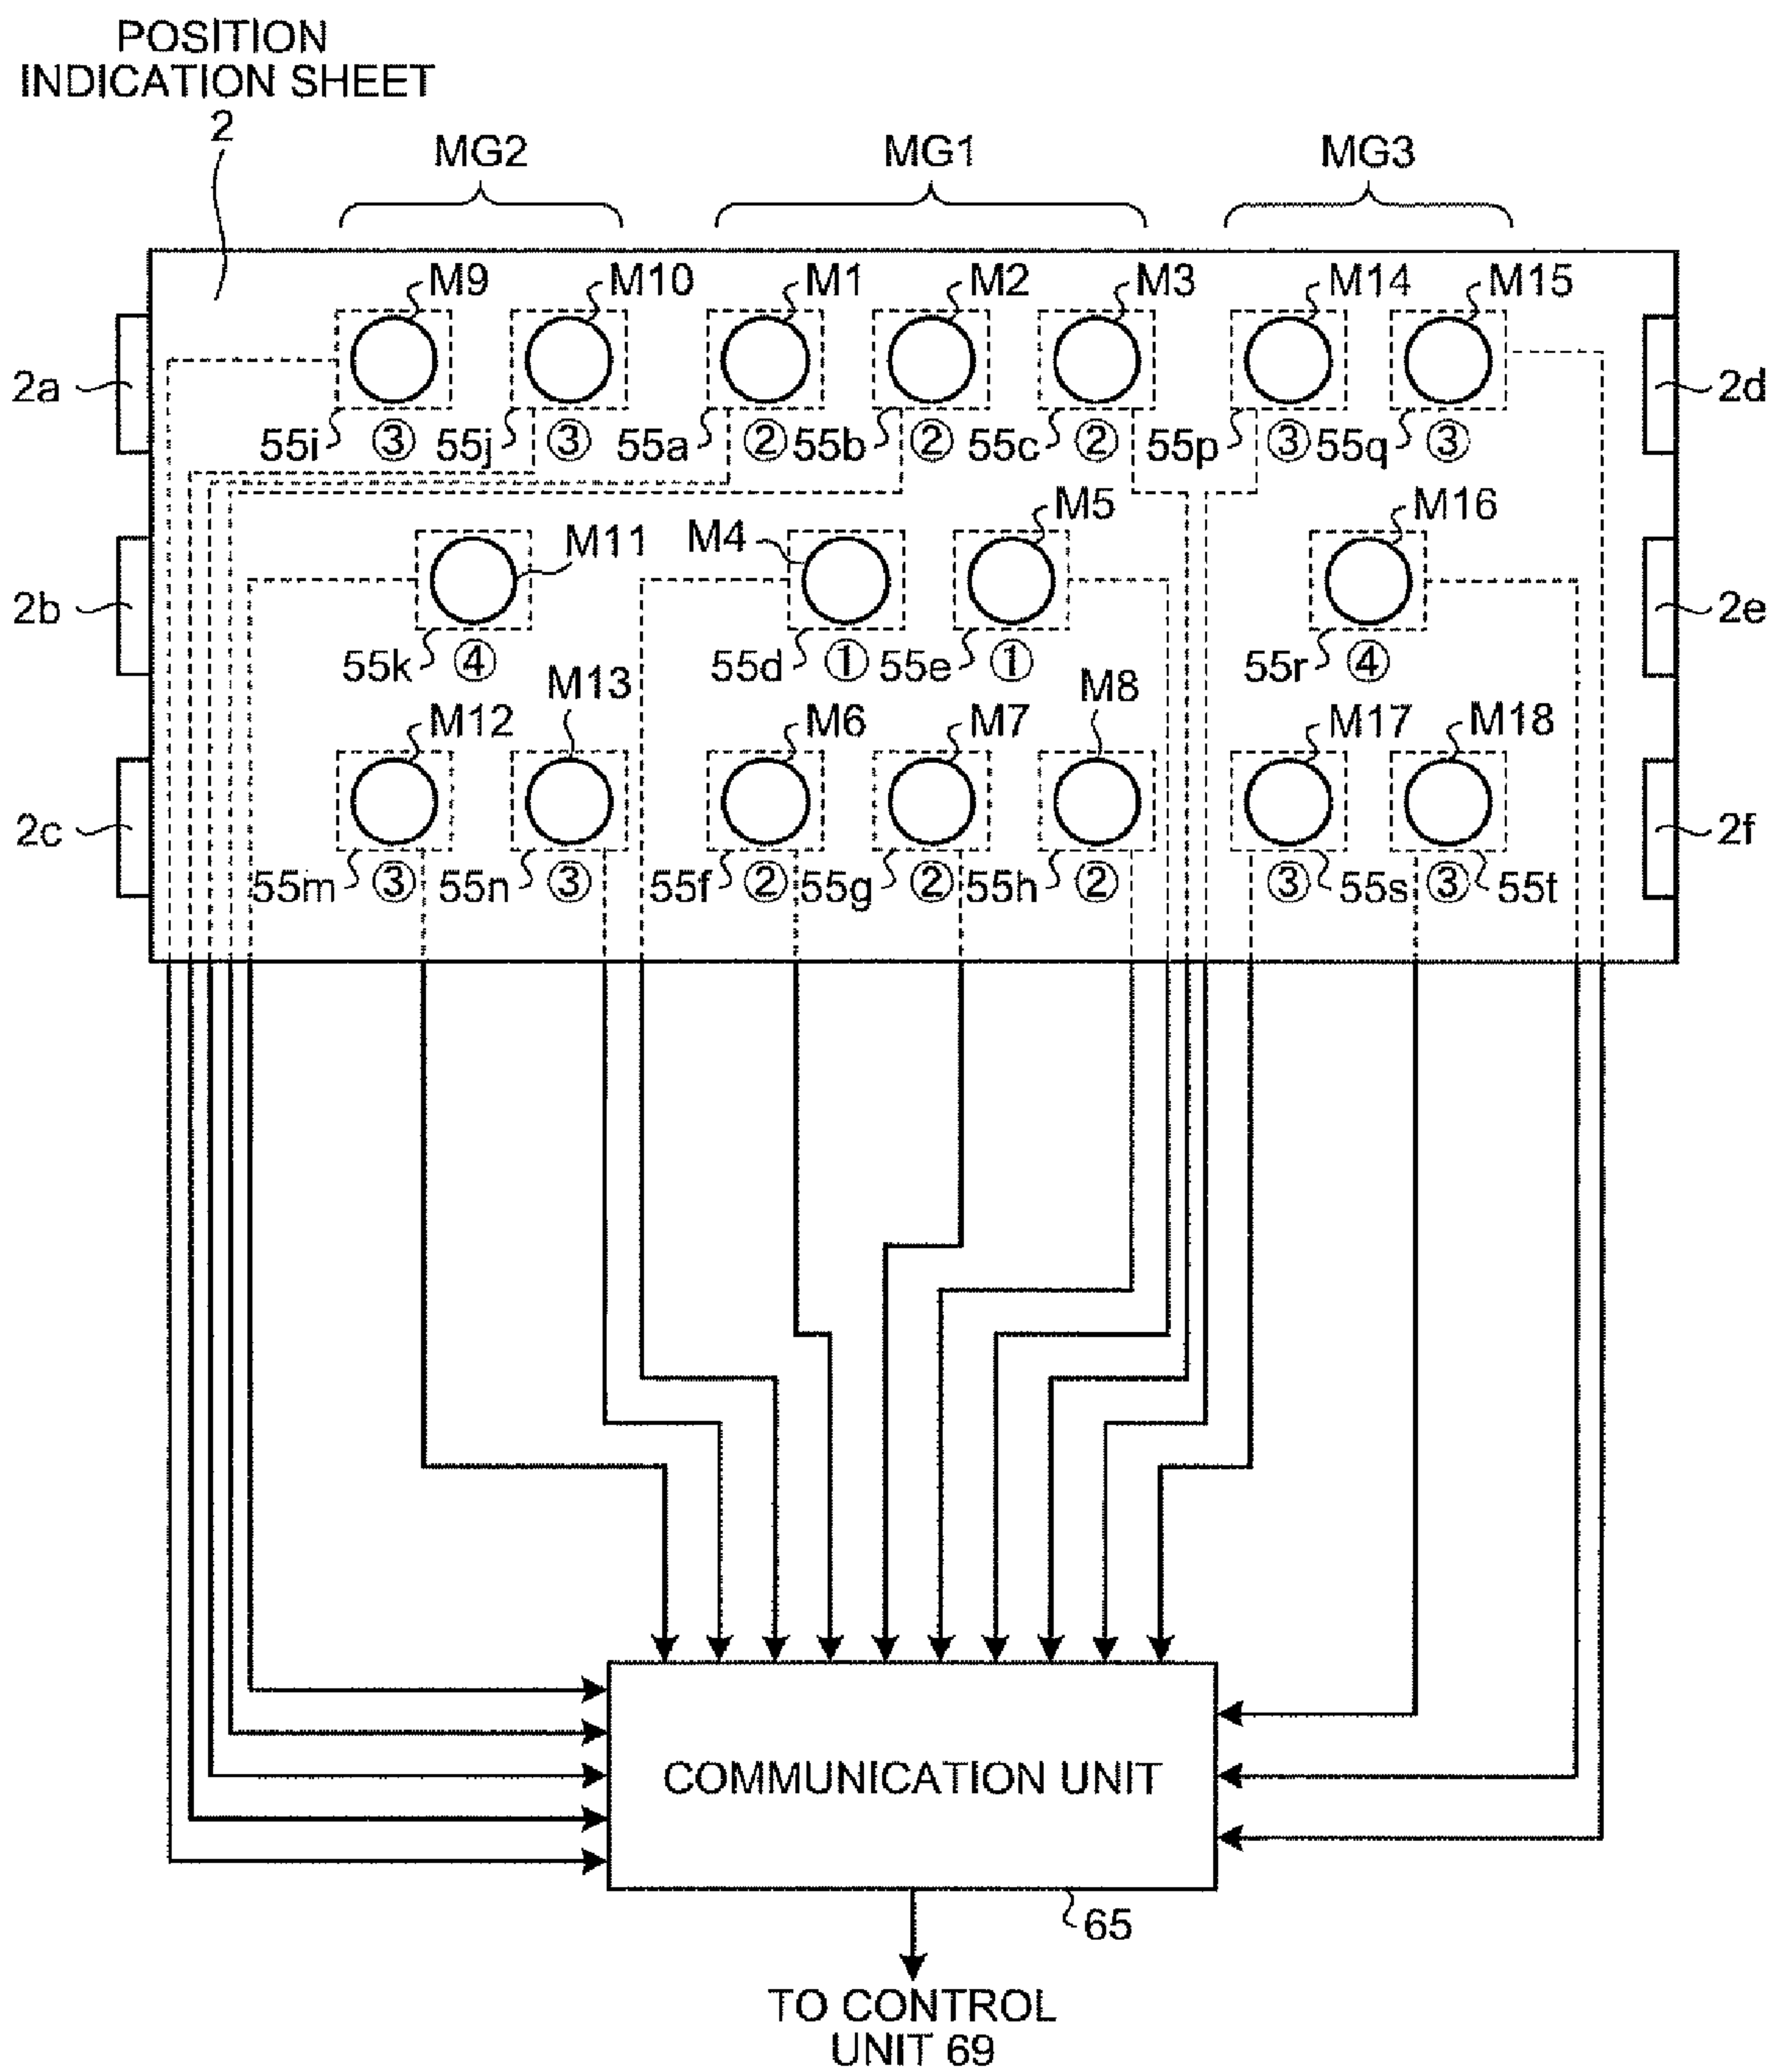 POSITION
INDICATION SHEET
2
MG2 MG1 MG3
M9 M10 M1 M2 M3 M14 M15
2a 2d
55i ③ 55j ③ 55a ② 55b ② 55c ② 55p ③ 55q ③
M11 M4 M5 M16
2b 2e
55k ④ 55d ① 55e ① 55r ④
M12 M13 M6 M7 M8 M17 M18
2c 2f
55m ③ 55n ③ 55f ② 55g ② 55h ② ③ 55s ③ 55t
COMMUNICATION UNIT
65
TO CONTROL
UNIT 69